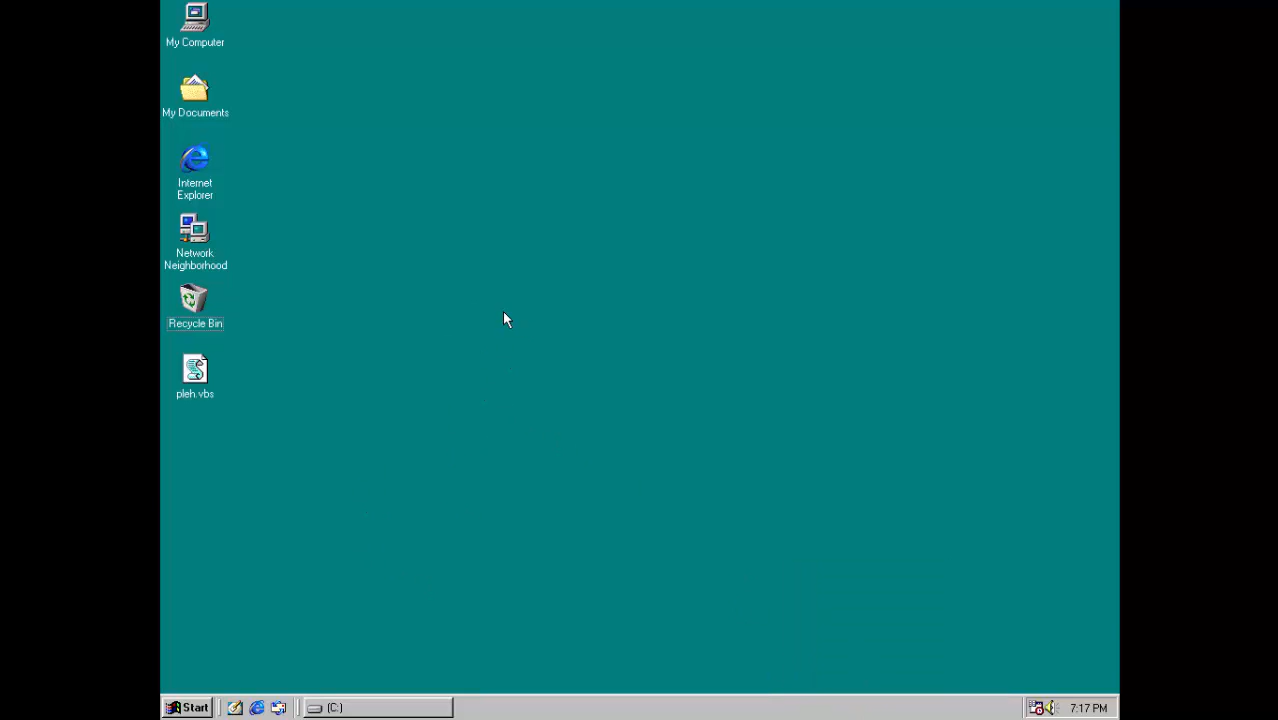 My Computer
My Documents
Internet
Explorer
Network
Neighborhood
Recycle Bin
pleh.vbs
Start
(C:)
7:17 PM